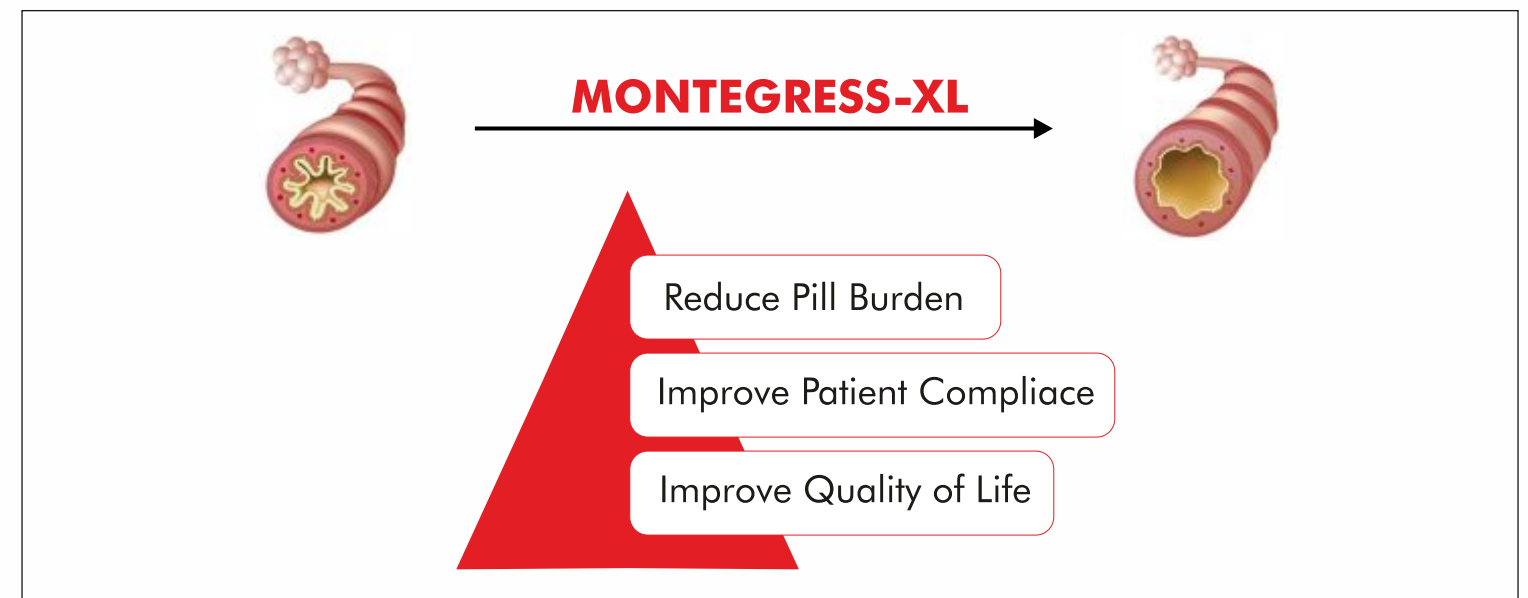 MONTEGRESS-XL
Reduce Pill Burden
Improve Patient Compliace
Improve Quality of Life